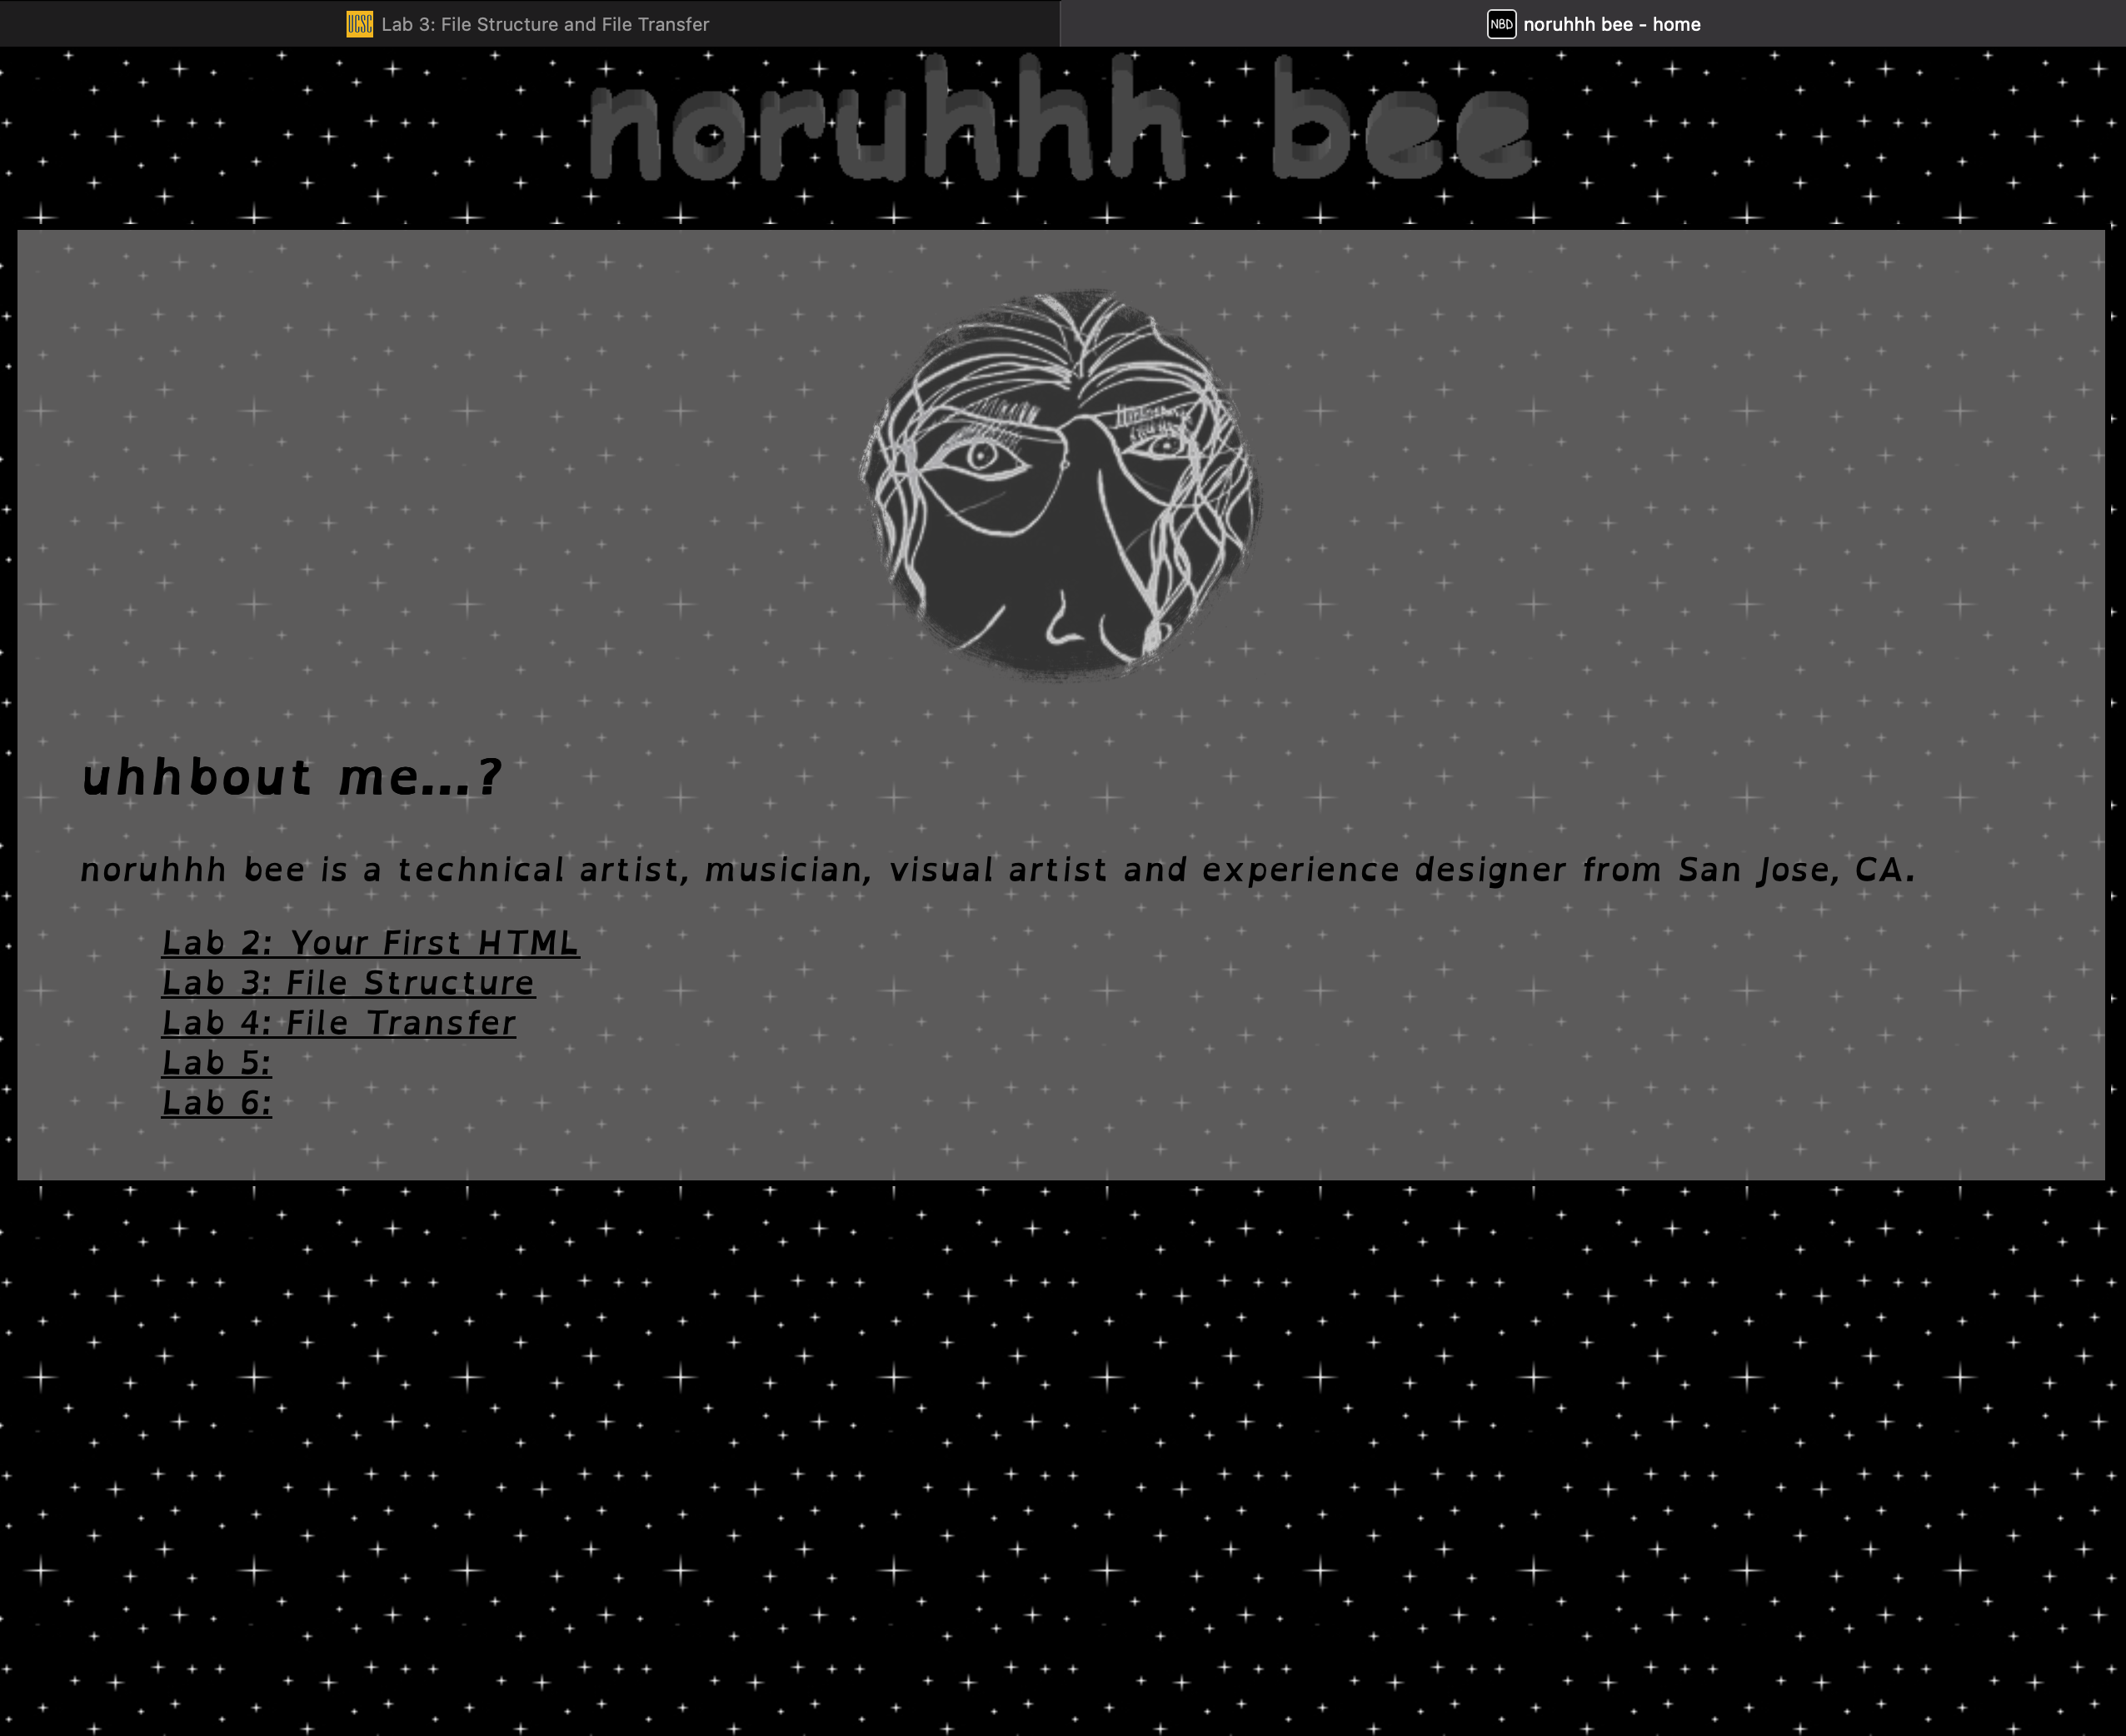 UCSC Lab 3: File Structure and File Transfer
NBD noruhhh bee - home
noruhhh bee
uhhbout me...?
noruhhh bee is a technical artist, musician, visual artist and experience designer from San Jose, CA.
Lab 2: Your First HTML
Lab 3: File Structure
Lab 4: File Transfer
Lab 5:
Lab 6: